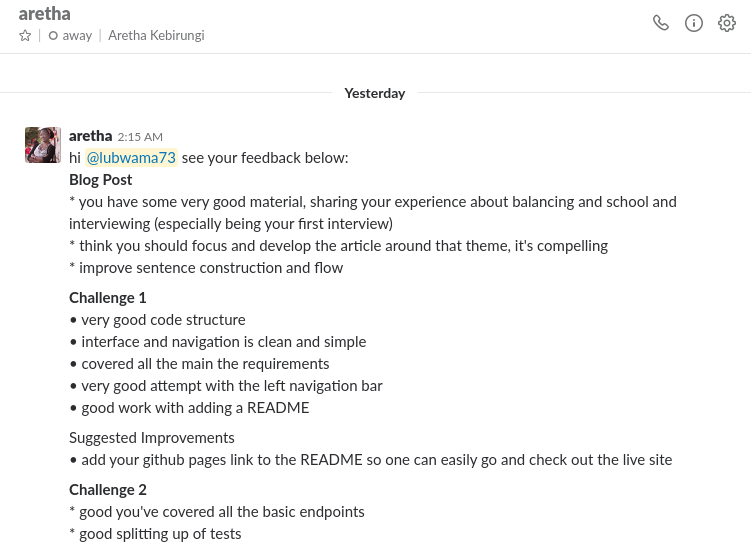 aretha
away | Aretha Kebirungi
Yesterday
aretha 2:15 AM
hi @lubwama73 see your feedback below:
Blog Post
* you have some very good material, sharing your experience about balancing and school and
interviewing (especially being your first interview)
* think you should focus and develop the article around that theme, it's compelling
* improve sentence construction and flow
Challenge 1
• very good code structure
• interface and navigation is clean and simple
• covered all the main the requirements
• very good attempt with the left navigation bar
• good work with adding a README
Suggested Improvements
• add your github pages link to the README so one can easily go and check out the live site
Challenge 2
* good you've covered all the basic endpoints
* good splitting up of tests